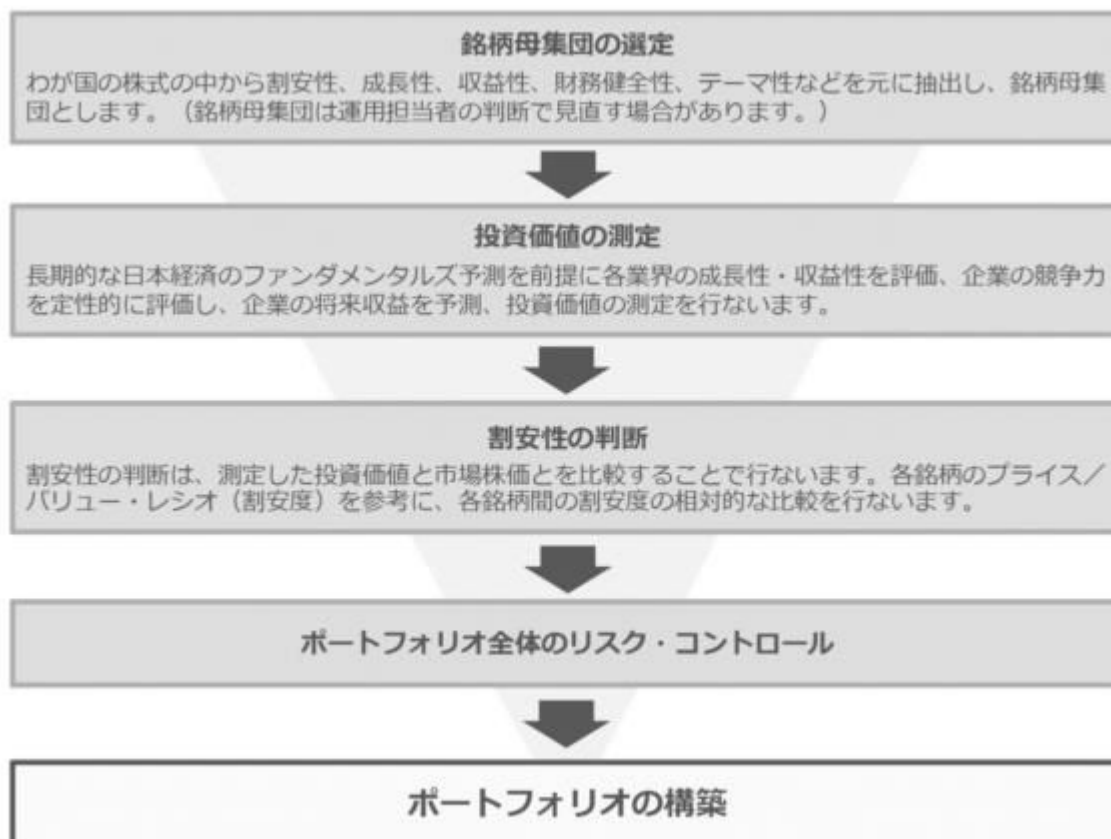 銘柄母集団の選定
わが国の株式の中から割安性、成長性、収益性、財務健全性、テーマ性などを元に抽出し、銘柄母集
団とします。（銘柄母集団は運用担当者の判断で見直す場合があります。）
投資価値の測定
長期的な日本経済のファンダメンタルズ予測を前提に各業界の成長性・収益性を評価、企業の競争力
を定性的に評価し、企業の将来収益を予測、投資価値の測定を行ないます。
割安性の判断
割安性の判断は、測定した投資価値と市場株価とを比較することで行ないます。各銘柄のプライス／
バリュー・レシオ（割安度）を参考に、各銘柄間の割安度の相対的な比較を行ないます。
ポートフォリオ全体のリスク・コントロール
ポートフォリオの構築